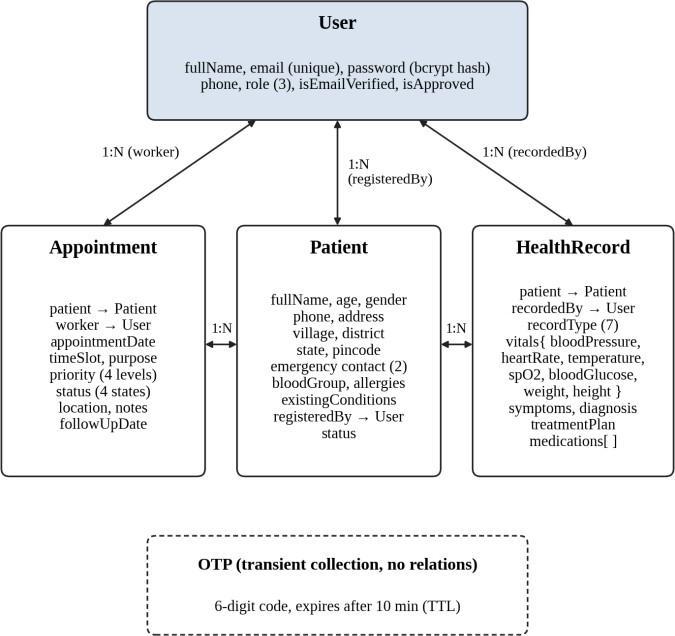 User
fullName, email (unique), password (bcrypt hash)
phone, role (3), isEmailVerified, isApproved
1:N (worker)
1:N
(registeredBy)
1:N (recordedBy)
Appointment
patient → Patient
worker → User
appointmentDate
timeSlot, purpose
priority (4 levels)
status (4 states)
location, notes
followUpDate
1:N
Patient
fullName, age, gender
phone, address
village, district
state, pincode
emergency contact (2)
bloodGroup, allergies
existingConditions
registeredBy → User
status
1:N
HealthRecord
patient → Patient
recordedBy → User
recordType (7)
vitals{ bloodPressure,
heartRate, temperature,
spO2, bloodGlucose,
weight, height }
symptoms, diagnosis
treatmentPlan
medications[ ]
OTP (transient collection, no relations)
6-digit code, expires after 10 min (TTL)